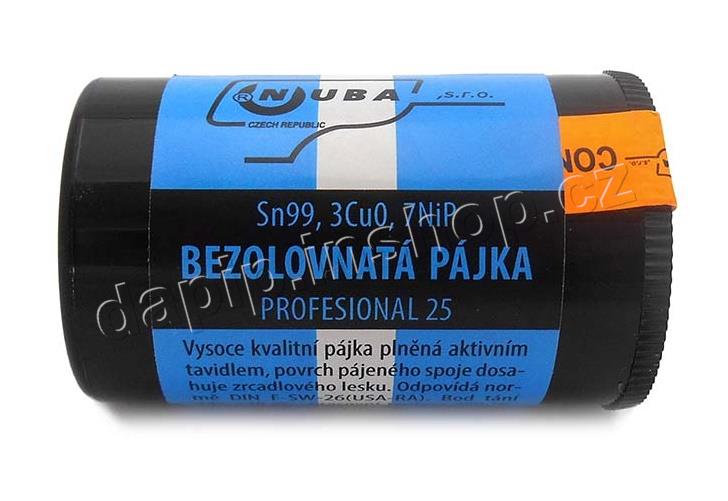 ® NUBA ,s.r.o.
CZECH REPUBLIC
CON
Sn99, 3Cu0, 7NiP
BEZOLOVNATÁ PÁJKA
PROFESIONAL 25
Vysoce kvalitní pájka plněná aktivním
tavidlem, povrch pájeného spoje dosa-
huje zrcadlového lesku. Odpovídá nor-
mě DIN F-SW-26(USA-RA). Bod tání
dapip.inshop.cz